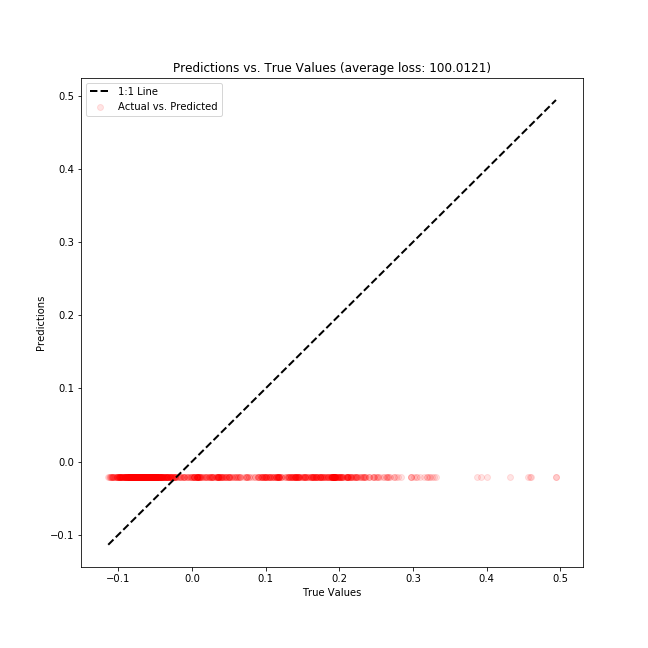 Predictions vs. True Values (average loss: 100.0121)
1:1 Line
Actual vs. Predicted
0.5
0.4
0.3
0.2
0.1
0.0
−0.1
Predictions
−0.1 0.0 0.1 0.2 0.3 0.4 0.5
True Values